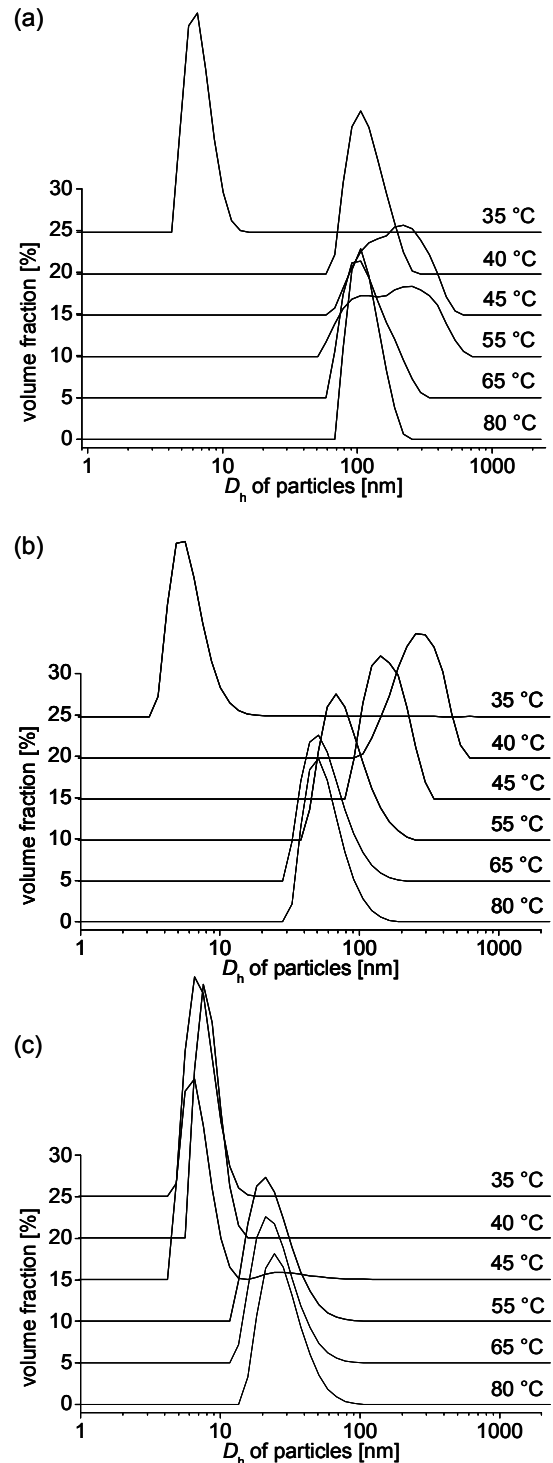 (a)
30
25
20
15
10
5
0
volume fraction [%]
35 °C
40 °C
45 °C
55 °C
65 °C
80 °C
1 10 100 1000
Dh of particles [nm]
(b)
30
25
20
15
10
5
0
volume fraction [%]
35 °C
40 °C
45 °C
55 °C
65 °C
80 °C
1 10 100 1000
Dh of particles [nm]
(c)
30
25
20
15
10
5
0
volume fraction [%]
35 °C
40 °C
45 °C
55 °C
65 °C
80 °C
1 10 100 1000
Dh of particles [nm]